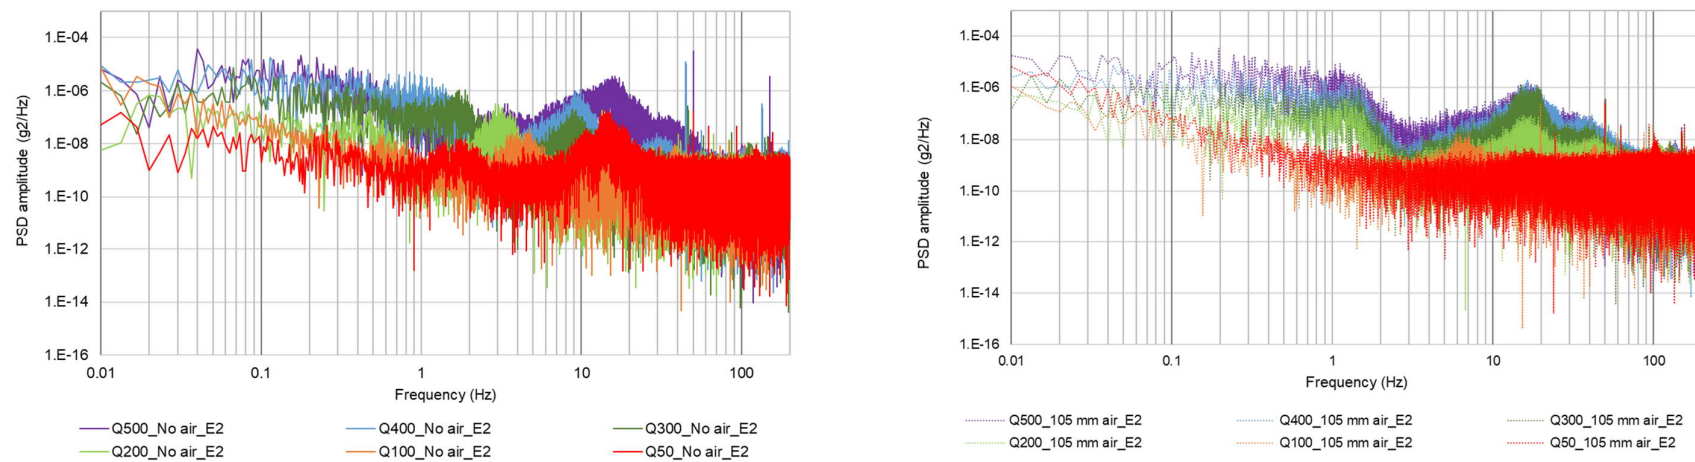 1.E-04
1.E-06
1.E-08
1.E-10
1.E-12
1.E-14
1.E-16
PSD amplitude (g2/Hz)
0.01 0.1 1 10 100
Frequency (Hz)
Q500_No air_E2 Q400_No air_E2 Q300_No air_E2
Q200_No air_E2 Q100_No air_E2 Q50_No air_E2
1.E-04
1.E-06
1.E-08
1.E-10
1.E-12
1.E-14
1.E-16
PSD amplitude (g2/Hz)
0.01 0.1 1 10 100
Frequency (Hz)
Q500_105 mm air_E2 Q400_105 mm air_E2 Q300_105 mm air_E2
Q200_105 mm air_E2 Q100_105 mm air_E2 Q50_105 mm air_E2